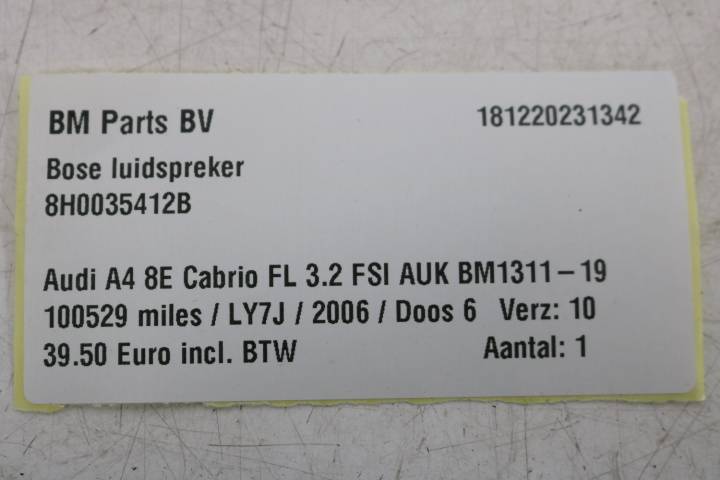 BM Parts BV 181220231342
Bose luidspreker
8H0035412B
Audi A4 8E Cabrio FL 3.2 FSI AUK BM1311-19
100529 miles / LY7J / 2006 / Doos 6 Verz: 10
39.50 Euro incl. BTW Aantal: 1